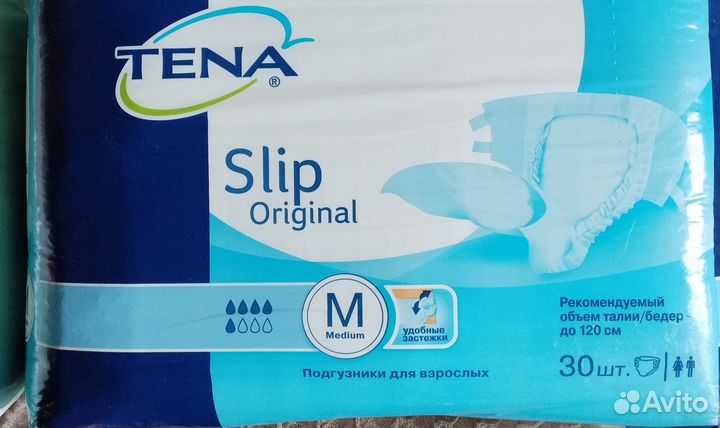 TENA
®
Slip
Original
M
Medium
удобные
застежки
Рекомендуемый
объем талии/бедер -
до 120 см
Подгузники для взрослых
30 шт.
Avito